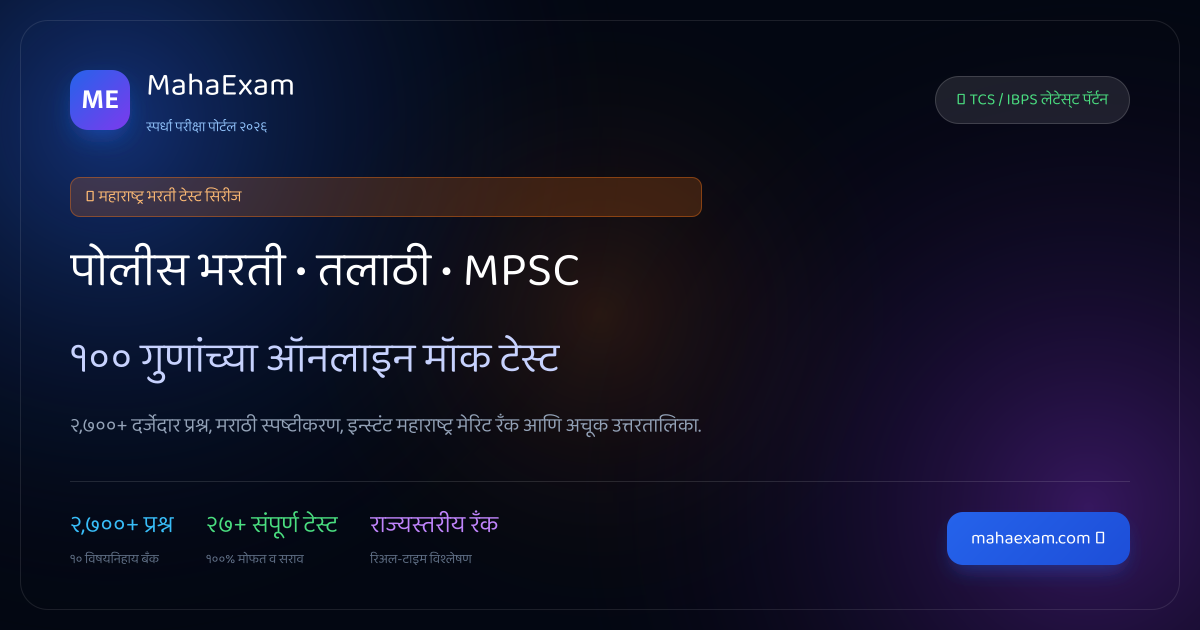 ME
MahaExam
स्पर्धा परीक्षा पोर्टल २०२६
TCS / IBPS लेटेस्ट पॅर्टन
महाराष्ट्र भरती टेस्ट सिरीज
पोलीस भरती • तलाठी • MPSC
१०० गुणांच्या ऑनलाइन मॉक टेस्ट
२,७००+ दर्जेदार प्रश्न, मराठी स्पष्टीकरण, इन्स्टंट महाराष्ट्र मेरिट रँक आणि अचूक उत्तरतालिका.
२,७००+ प्रश्न
१० विषयनिहाय बँक
२७+ संपूर्ण टेस्ट
१००% मोफत व सराव
राज्यस्तरीय रँक
रिअल-टाइम विश्लेषण
mahaexam.com